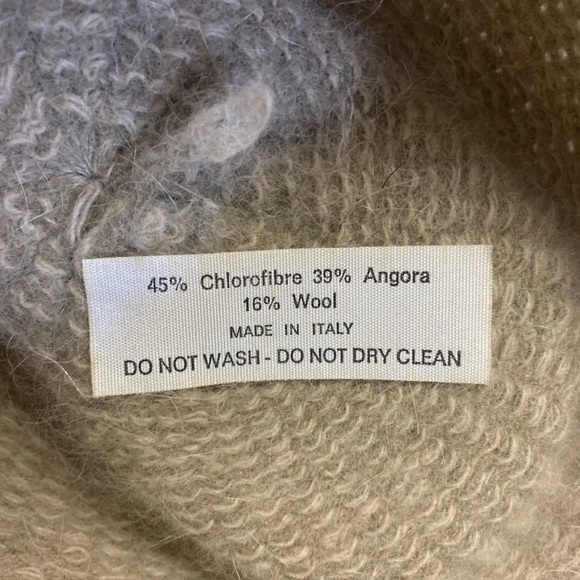 45% Chlorofibre 39% Angora
16% Wool
MADE IN ITALY
DO NOT WASH - DO NOT DRY CLEAN